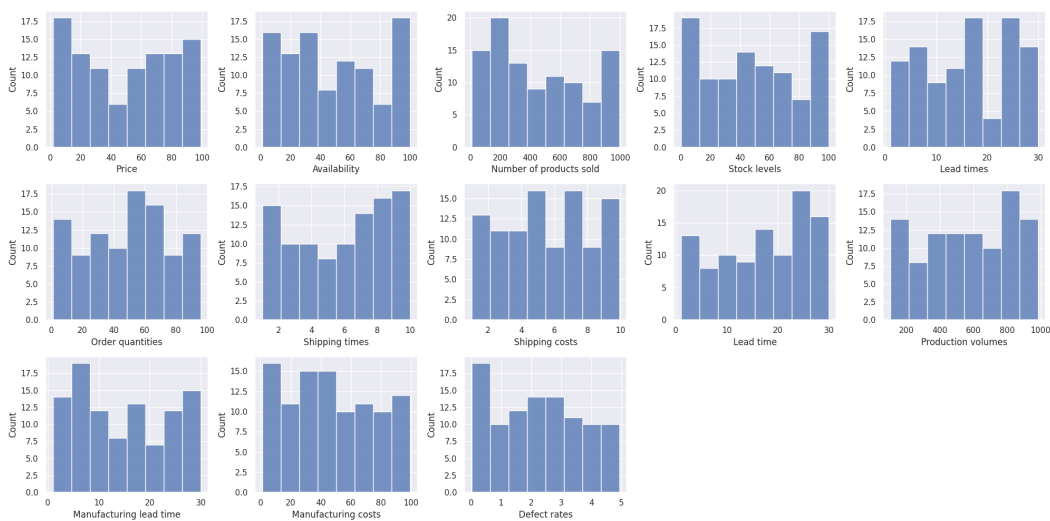 Count
17.5
15.0
12.5
10.0
7.5
5.0
2.5
0.0
0 20 40 60 80 100
Price
Count
17.5
15.0
12.5
10.0
7.5
5.0
2.5
0.0
0 20 40 60 80 100
Availability
Count
20
15
10
5
0
0 200 400 600 800 1000
Number of products sold
Count
17.5
15.0
12.5
10.0
7.5
5.0
2.5
0.0
0 20 40 60 80 100
Stock levels
Count
17.5
15.0
12.5
10.0
7.5
5.0
2.5
0.0
0 10 20 30
Lead times
Count
17.5
15.0
12.5
10.0
7.5
5.0
2.5
0.0
0 20 40 60 80 100
Order quantities
Count
17.5
15.0
12.5
10.0
7.5
5.0
2.5
0.0
2 4 6 8 10
Shipping times
Count
15.0
12.5
10.0
7.5
5.0
2.5
0.0
2 4 6 8 10
Shipping costs
Count
20
15
10
5
0
0 10 20 30
Lead time
Count
17.5
15.0
12.5
10.0
7.5
5.0
2.5
0.0
200 400 600 800 1000
Production volumes
Count
17.5
15.0
12.5
10.0
7.5
5.0
2.5
0.0
0 10 20 30
Manufacturing lead time
Count
15.0
12.5
10.0
7.5
5.0
2.5
0.0
0 20 40 60 80 100
Manufacturing costs
Count
17.5
15.0
12.5
10.0
7.5
5.0
2.5
0.0
0 1 2 3 4 5
Defect rates